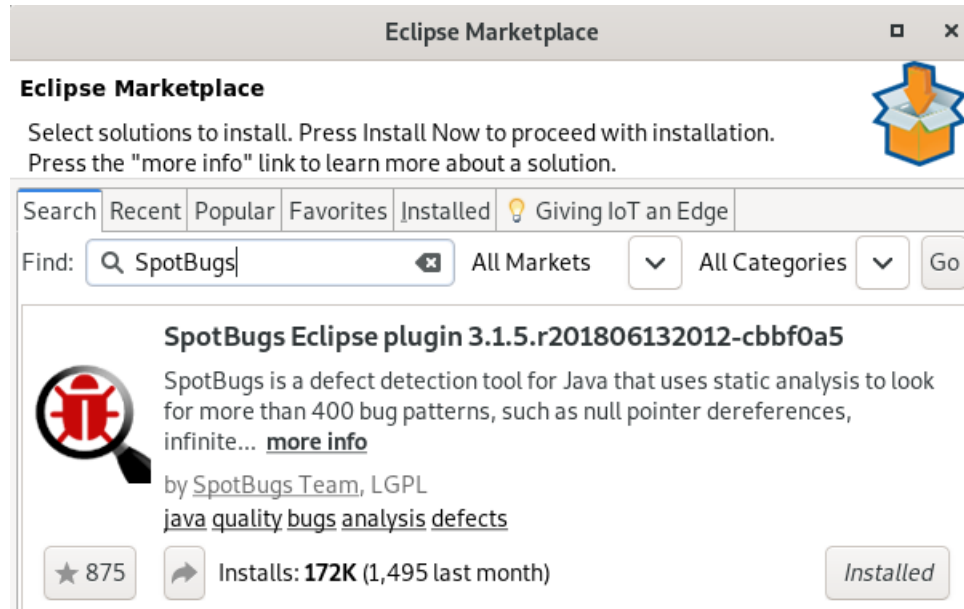 Eclipse Marketplace
Eclipse Marketplace
Select solutions to install. Press Install Now to proceed with installation.
Press the "more info" link to learn more about a solution.
Search Recent Popular Favorites Installed Giving IoT an Edge
Find: SpotBugs All Markets All Categories Go
SpotBugs Eclipse plugin 3.1.5.r201806132012-cbbf0a5
SpotBugs is a defect detection tool for Java that uses static analysis to look
for more than 400 bug patterns, such as null pointer dereferences,
infinite... more info
by SpotBugs Team, LGPL
java quality bugs analysis defects
875 Installs: 172K (1,495 last month) Installed